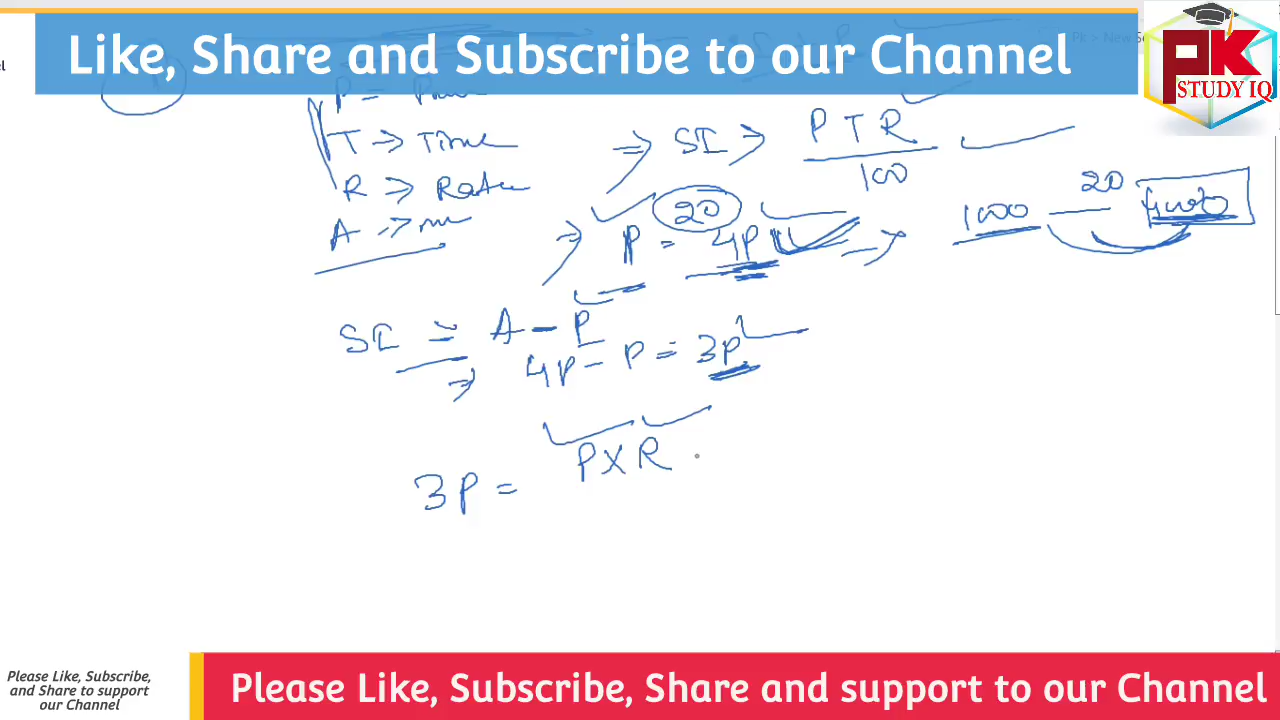 Like, Share and Subscribe to our Channel
PK
STUDY IQ
P =
T → Time
⇒ SI ⇒ P T R / 100
R ⇒ Rate
A →
⇒ P = 4P
20
1000 — 20
SI = A - P
⇒ 4P - P = 3P
3P = P X R
Please Like, Subscribe,
and Share to support
our Channel
Please Like, Subscribe, Share and support to our Channel